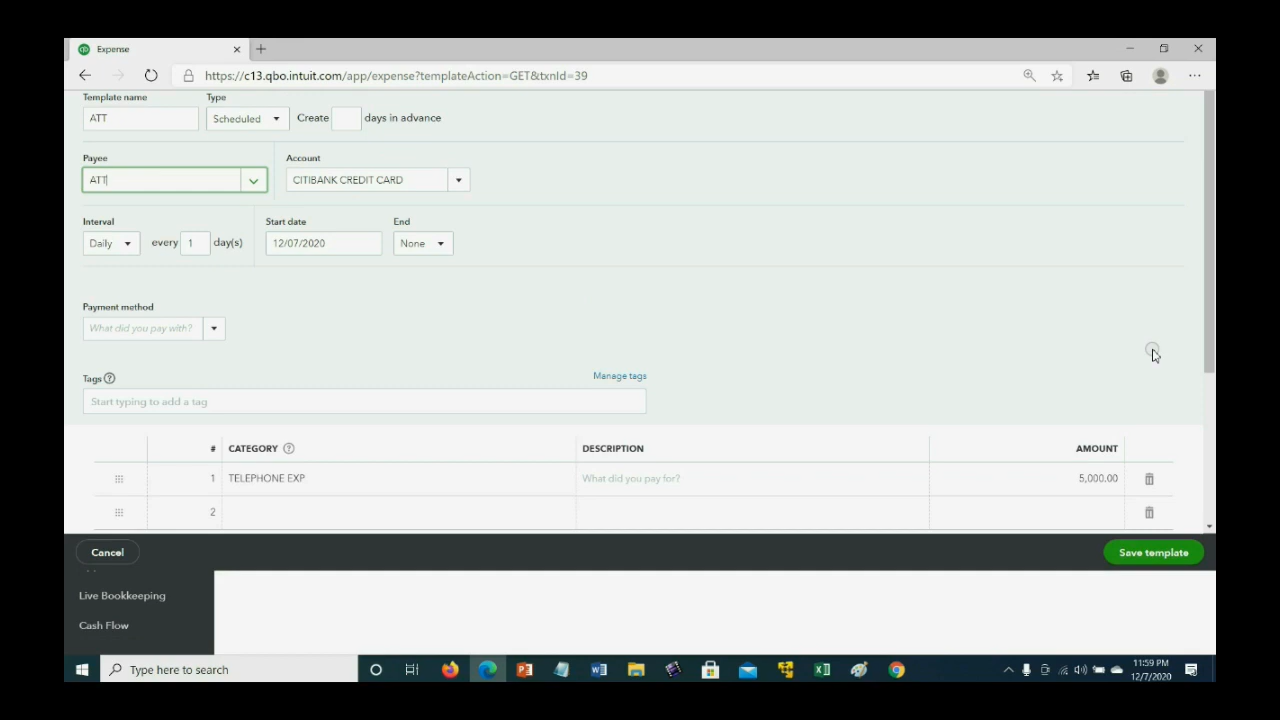 Expense
https://c13.qbo.intuit.com/app/expense?templateAction=GET&txnId=39
Template name Type
ATT Scheduled Create days in advance
Payee Account
ATT CITIBANK CREDIT CARD
Interval Start date End
Daily every 1 day(s) 12/07/2020 None
Payment method
What did you pay with?
Tags ? Manage tags
Start typing to add a tag
# CATEGORY ? DESCRIPTION AMOUNT
1 TELEPHONE EXP What did you pay for? 5,000.00
2
Cancel Save template
Live Bookkeeping
Cash Flow
Type here to search 11:59 PM
12/7/2020